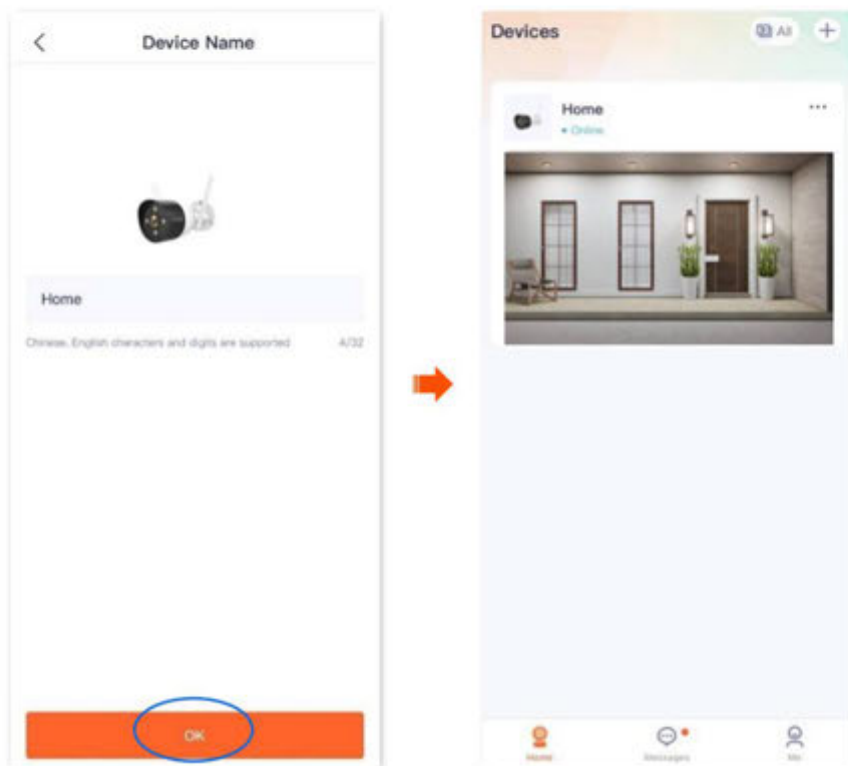 Device Name
Home
Chinese, English characters and digits are supported 4/32
OK
Devices
All
Home
Online
Home
Messages
Me